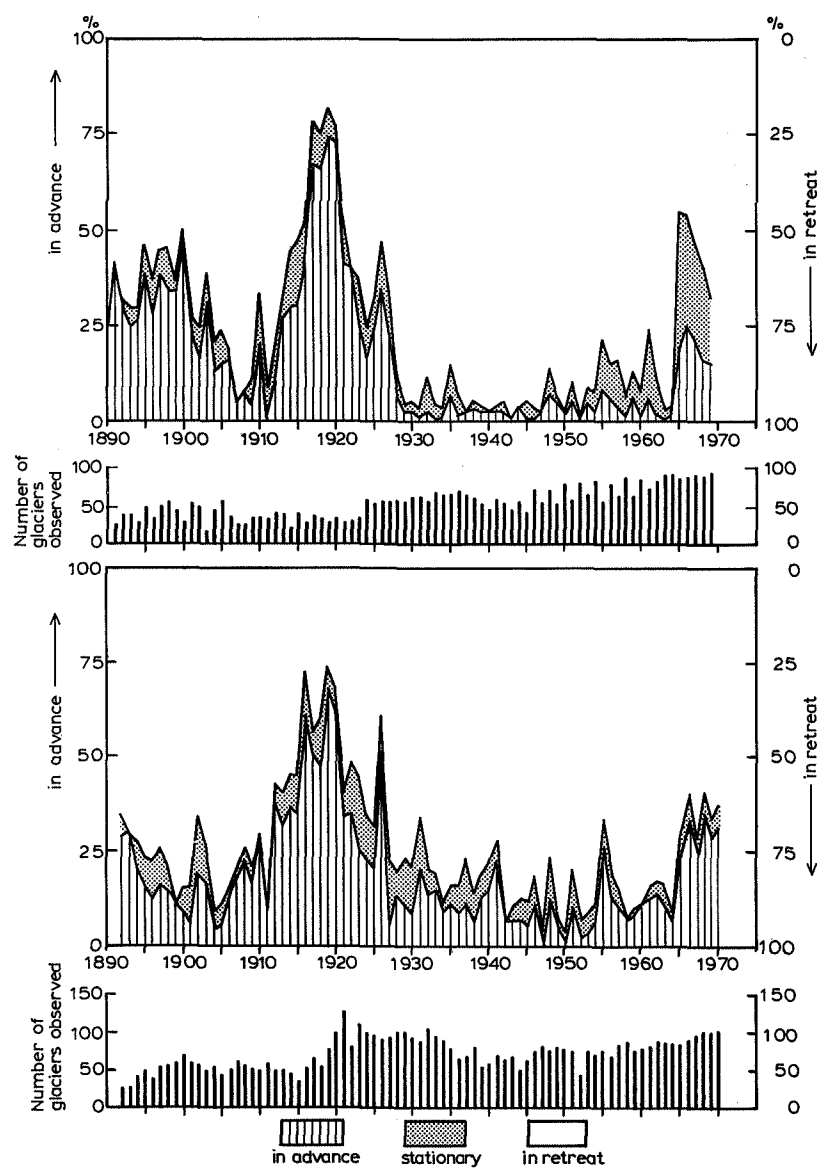 % %
100 0
75 25
50 50
25 75
0 100
in advance
in retreat
1890 1900 1910 1920 1930 1940 1950 1960 1970
Number of
glaciers
observed
100 100
50 50
0 0
100 0
75 25
50 50
25 75
0 100
in advance
in retreat
1890 1900 1910 1920 1930 1940 1950 1960 1970
Number of
glaciers observed
150 150
100 100
50 50
0 0
in advance stationary in retreat